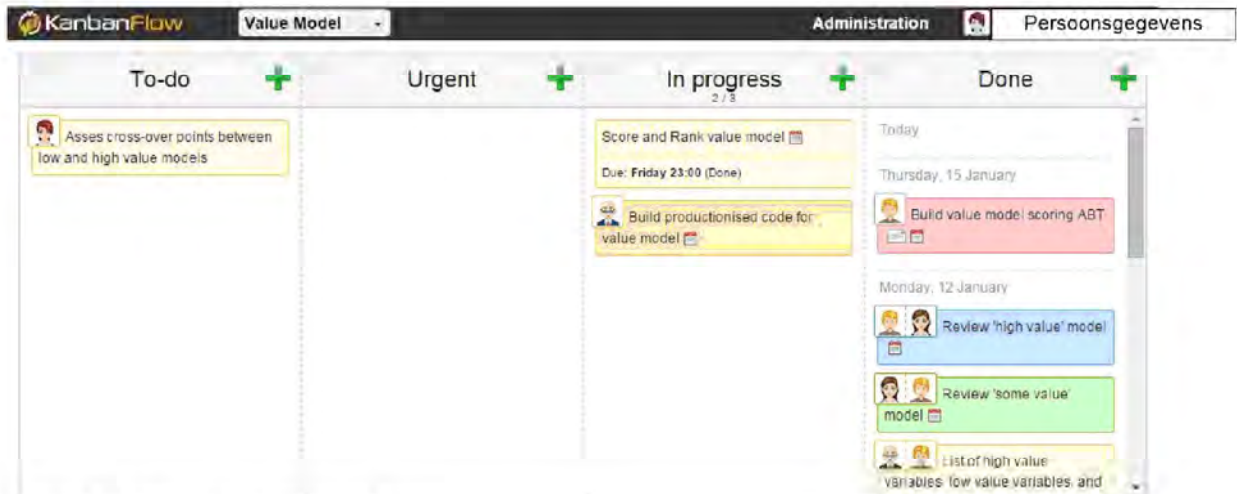 KanbanFlow
Value Model
Administration
Persoonsgegevens
To-do
Urgent
In progress
2 / 3
Done
Asses cross-over points between
low and high value models
Score and Rank value model
Due: Friday 23:00 (Done)
Build productionised code for
value model
Today
Thursday, 15 January
Build value model scoring ABT
Monday, 12 January
Review 'high value' model
Review 'some value'
model
List of high value
variables, low value variables, and